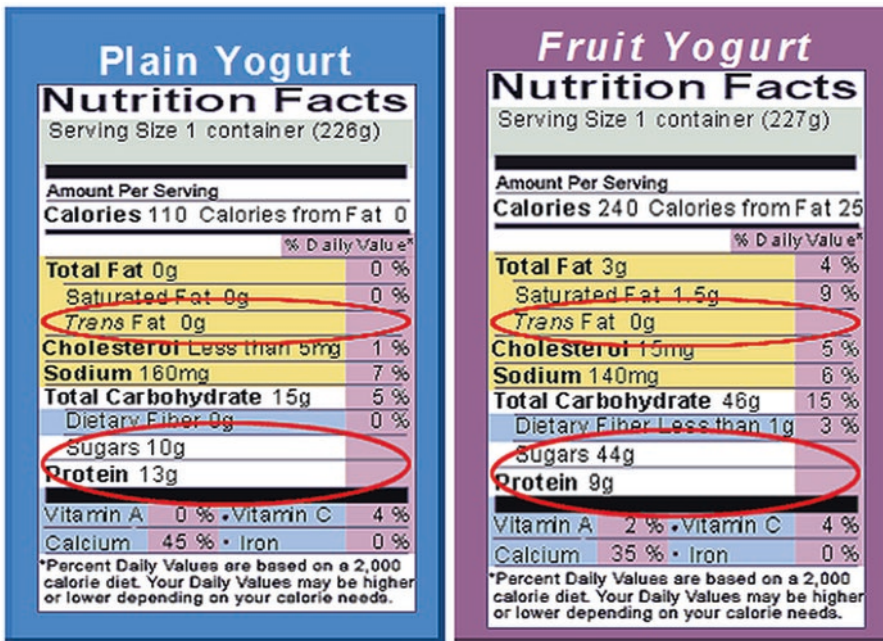 Plain Yogurt
Nutrition Facts
Serving Size 1 container (226g)
Amount Per Serving
Calories 110 Calories from Fat 0
% Daily Value*
Total Fat 0g 0 %
Saturated Fat 0g 0 %
Trans Fat 0g
Cholesterol Less than 5mg 1 %
Sodium 160mg 7 %
Total Carbohydrate 15g 5 %
Dietary Fiber 0g 0 %
Sugars 10g
Protein 13g
Vitamin A 0 % • Vitamin C 4 %
Calcium 45 % • Iron 0 %
*Percent Daily Values are based on a 2,000
calorie diet. Your Daily Values may be higher
or lower depending on your calorie needs.
Fruit Yogurt
Nutrition Facts
Serving Size 1 container (227g)
Amount Per Serving
Calories 240 Calories from Fat 25
% Daily Value*
Total Fat 3g 4 %
Saturated Fat 1.5g 9 %
Trans Fat 0g
Cholesterol 15mg 5 %
Sodium 140mg 6 %
Total Carbohydrate 46g 15 %
Dietary Fiber Less than 1g 3 %
Sugars 44g
Protein 9g
Vitamin A 2 % • Vitamin C 4 %
Calcium 35 % • Iron 0 %
*Percent Daily Values are based on a 2,000
calorie diet. Your Daily Values may be higher
or lower depending on your calorie needs.